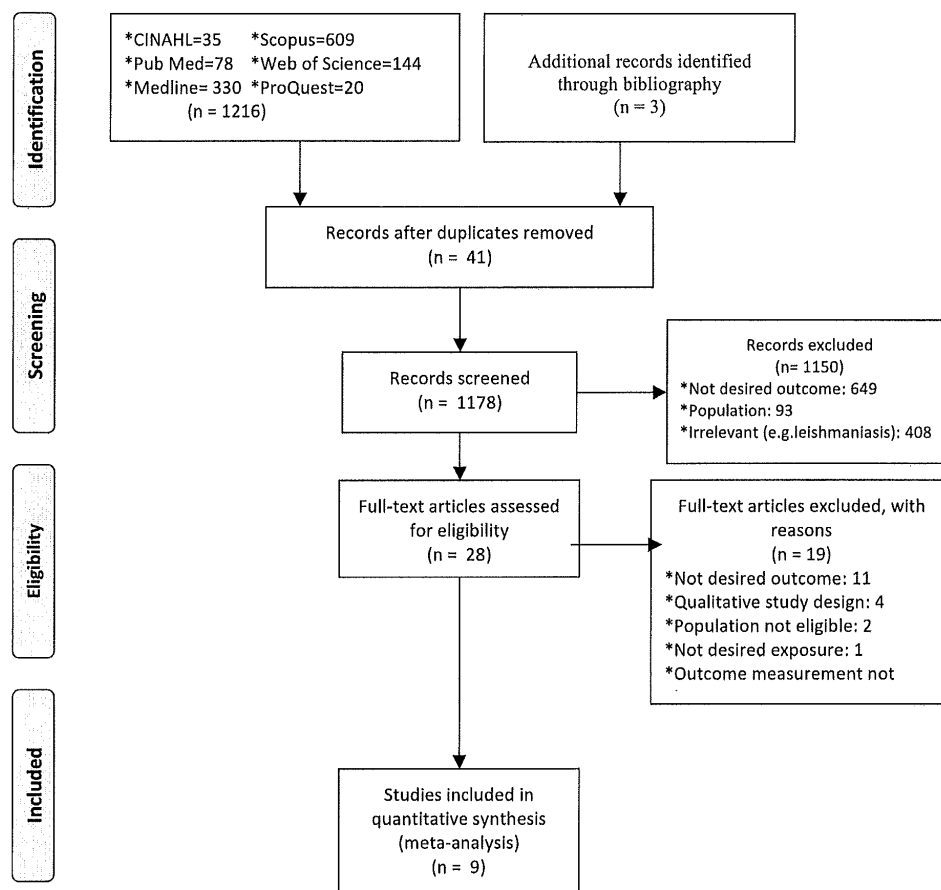 Identification
*CINAHL=35 *Scopus=609
*Pub Med=78 *Web of Science=144
*Medline= 330 *ProQuest=20
(n = 1216)
Additional records identified
through bibliography
(n = 3)
Records after duplicates removed
(n = 41)
Screening
Records screened
(n = 1178)
Records excluded
(n= 1150)
*Not desired outcome: 649
*Population: 93
*Irrelevant (e.g.leishmaniasis): 408
Eligibility
Full-text articles assessed
for eligibility
(n = 28)
Full-text articles excluded, with
reasons
(n = 19)
*Not desired outcome: 11
*Qualitative study design: 4
*Population not eligible: 2
*Not desired exposure: 1
*Outcome measurement not
Included
Studies included in
quantitative synthesis
(meta-analysis)
(n = 9)